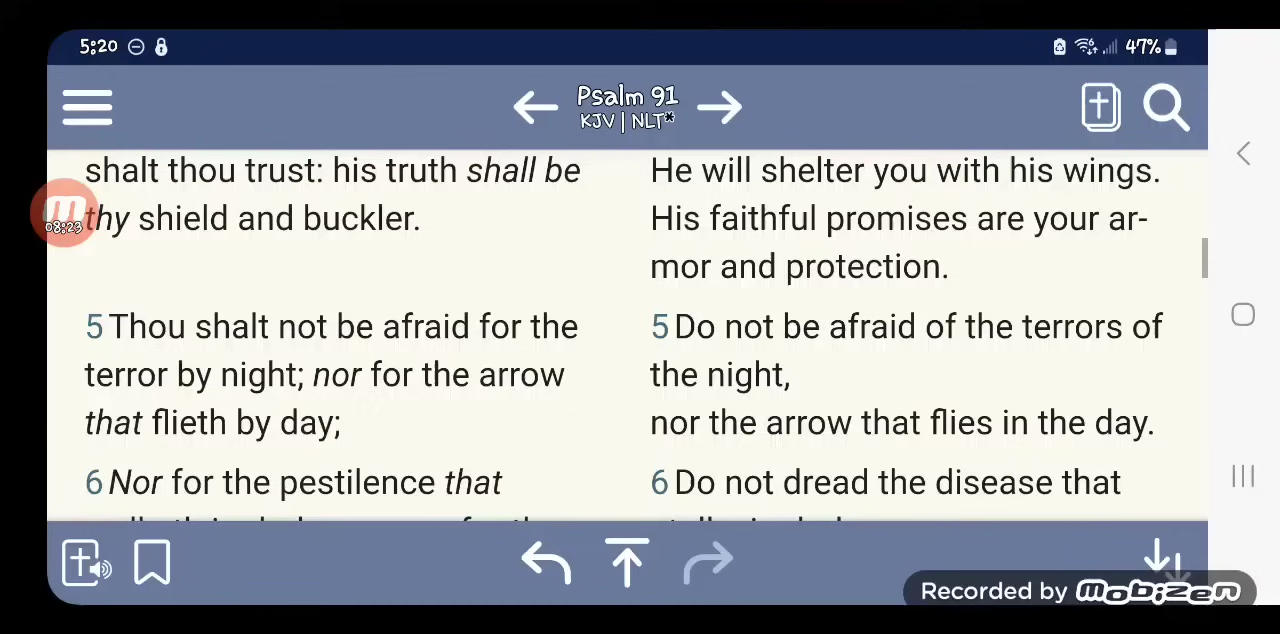 5:20
47%
Psalm 91
KJV | NLT*
shalt thou trust: his truth shall be
thy shield and buckler.
5 Thou shalt not be afraid for the
terror by night; nor for the arrow
that flieth by day;
6 Nor for the pestilence that
He will shelter you with his wings.
His faithful promises are your ar-
mor and protection.
5 Do not be afraid of the terrors of
the night,
nor the arrow that flies in the day.
6 Do not dread the disease that
08:23
Recorded by mobizen